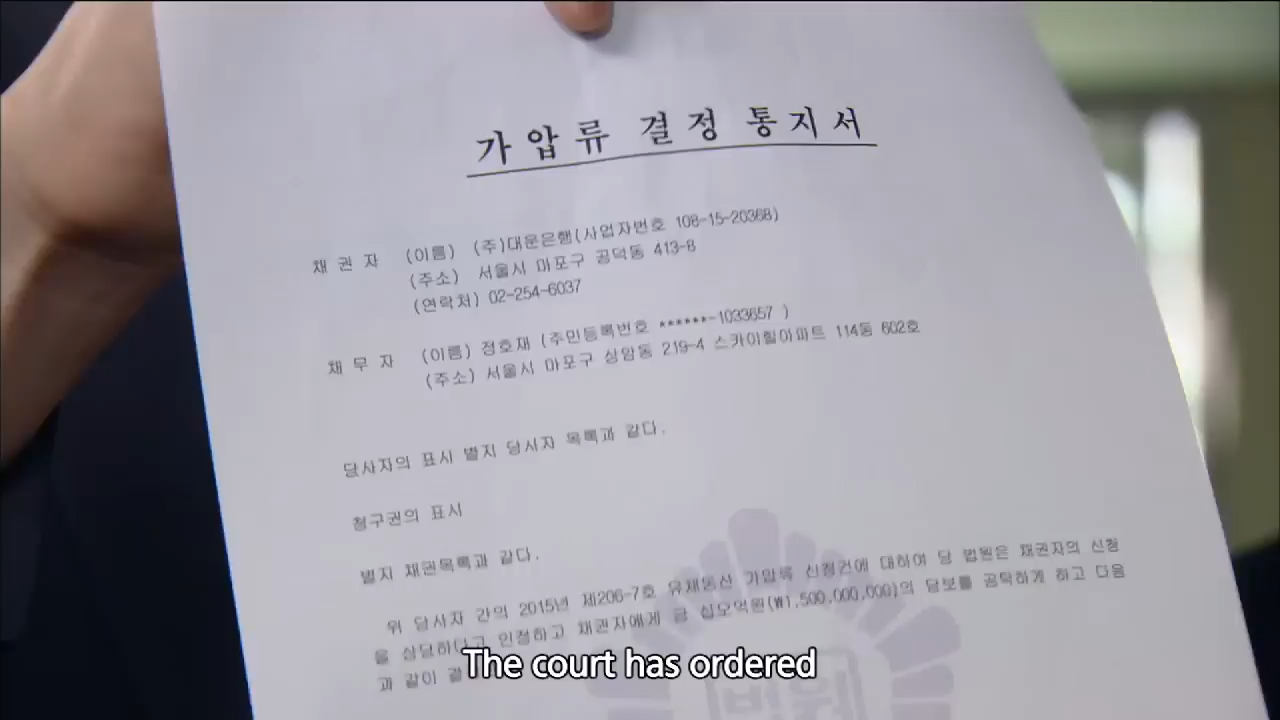 가압류 결정 통지서
채 권 자 (이름) (주)대운은행(사업자번호 108-15-20368)
(주소) 서울시 마포구 공덕동 413-8
(연락처) 02-254-6037
채 무 자 (이름) 정호재 (주민등록번호 ******-1033657 )
(주소) 서울시 마포구 상암동 219-4 스카이힐아파트 114동 602호
당사자의 표시 별지 당사자 목록과 같다.
청구권의 표시
별지 채권목록과 같다.
위 당사자 간의 2015년 제206-7호 유체동산 가압류 신청건에 대하여 당 법원은 채권자의 신청
을 상당하다고 인정하고 채권자에게 금 십오억원(₩1,500,000,000)의 담보를 공탁하게 하고 다음
과 같이 결
법원
The court has ordered